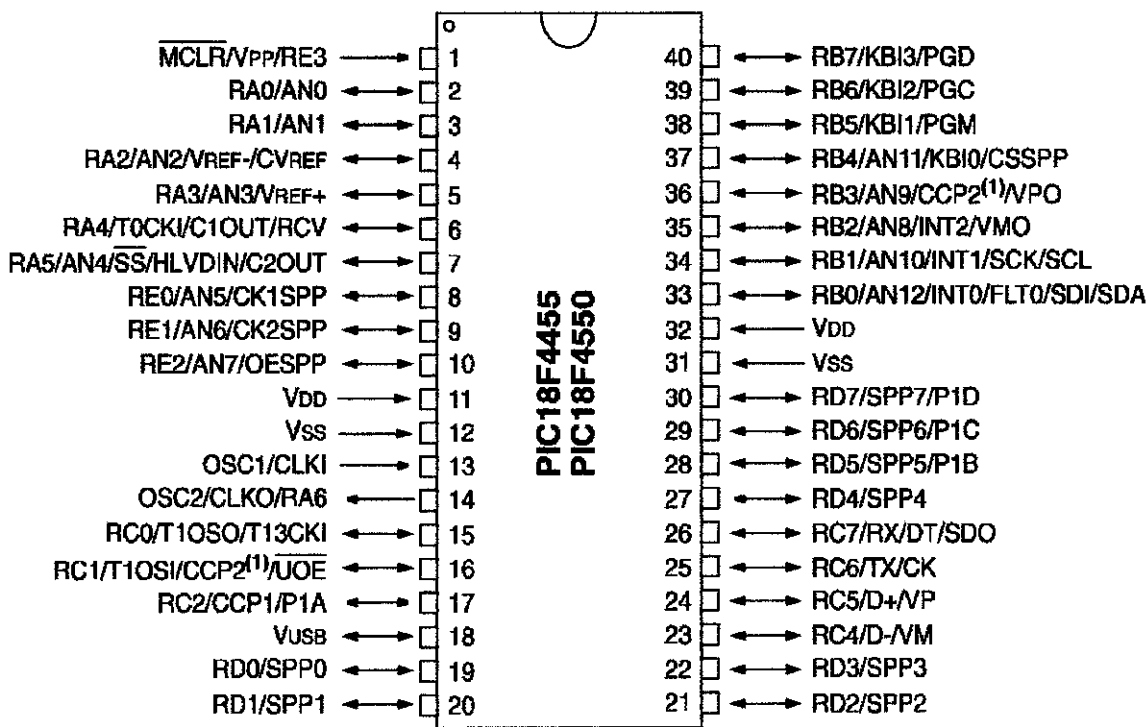 MCLR/VPP/RE3 1
RA0/AN0 2
RA1/AN1 3
RA2/AN2/VREF-/CVREF 4
RA3/AN3/VREF+ 5
RA4/T0CKI/C1OUT/RCV 6
RA5/AN4/SS/HLVDIN/C2OUT 7
RE0/AN5/CK1SPP 8
RE1/AN6/CK2SPP 9
RE2/AN7/OESPP 10
VDD 11
VSS 12
OSC1/CLKI 13
OSC2/CLKO/RA6 14
RC0/T1OSO/T13CKI 15
RC1/T1OSI/CCP2(1)/UOE 16
RC2/CCP1/P1A 17
VUSB 18
RD0/SPP0 19
RD1/SPP1 20
PIC18F4455
PIC18F4550
40 RB7/KBI3/PGD
39 RB6/KBI2/PGC
38 RB5/KBI1/PGM
37 RB4/AN11/KBI0/CSSPP
36 RB3/AN9/CCP2(1)/VPO
35 RB2/AN8/INT2/VMO
34 RB1/AN10/INT1/SCK/SCL
33 RB0/AN12/INT0/FLT0/SDI/SDA
32 VDD
31 VSS
30 RD7/SPP7/P1D
29 RD6/SPP6/P1C
28 RD5/SPP5/P1B
27 RD4/SPP4
26 RC7/RX/DT/SDO
25 RC6/TX/CK
24 RC5/D+/VP
23 RC4/D-/VM
22 RD3/SPP3
21 RD2/SPP2